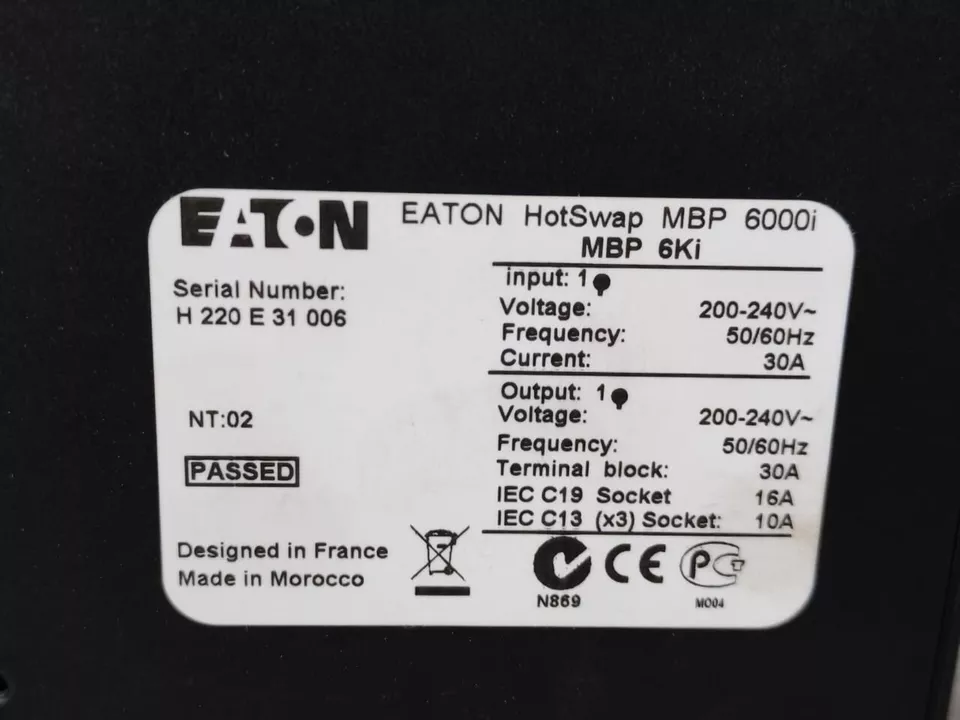 EATON
EATON HotSwap MBP 6000i
MBP 6Ki
Serial Number:
H 220 E 31 006
NT:02
PASSED
Designed in France
Made in Morocco
input: 1
Voltage: 200-240V~
Frequency: 50/60Hz
Current: 30A
Output: 1
Voltage: 200-240V~
Frequency: 50/60Hz
Terminal block: 30A
IEC C19 Socket 16A
IEC C13 (x3) Socket: 10A
N869
CE
MO04